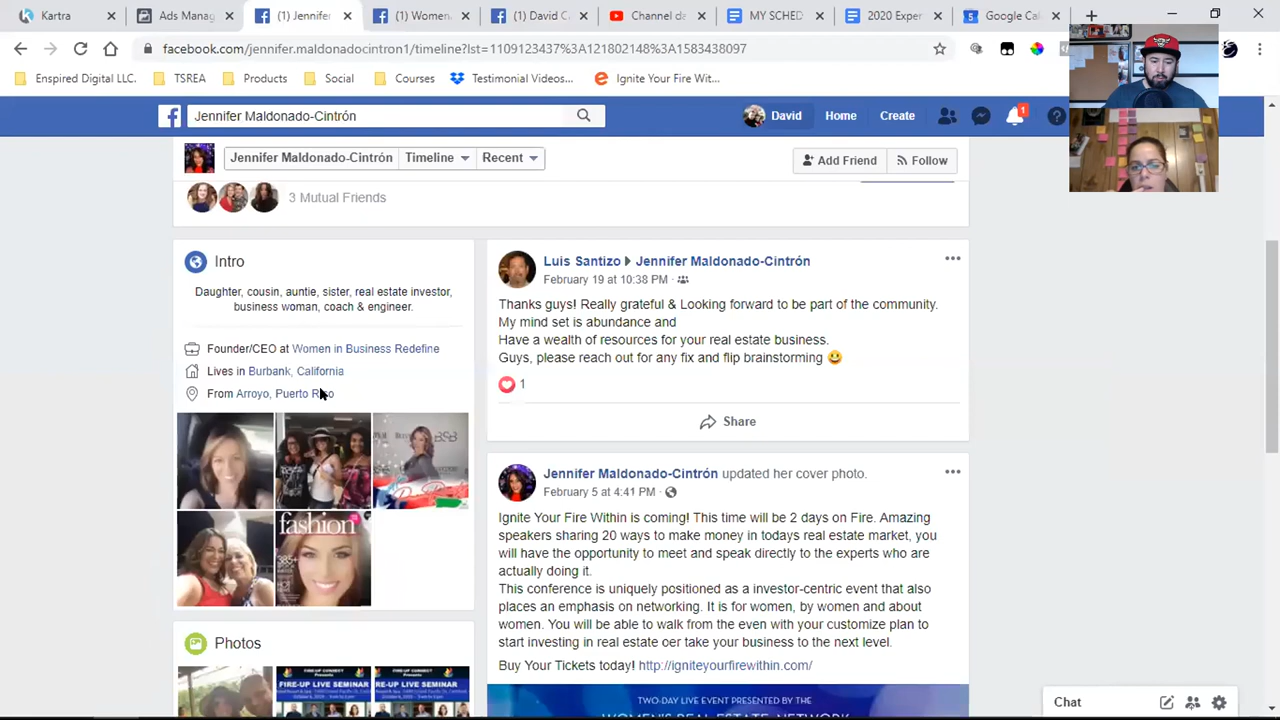 Kartra
Ads Manag
(1) Jennifer
(1) Women
(1) David C
Channel da
MY SCHED
2020 Exper
Google Cal
facebook.com/jennifer.maldonadocontron1/timeline?lst=1109123437%3A121802148%3A1583438097
Enspired Digital LLC.
TSREA
Products
Social
Courses
Testimonial Videos...
Ignite Your Fire Wit...
Jennifer Maldonado-Cintrón
David
Home
Create
1
Jennifer Maldonado-Cintrón
Timeline
Recent
Add Friend
Follow
3 Mutual Friends
Intro
Daughter, cousin, auntie, sister, real estate investor,
business woman, coach & engineer.
Founder/CEO at Women in Business Redefine
Lives in Burbank, California
From Arroyo, Puerto Rico
fashion
Photos
FIRE-UP CONNECT
Presents
FIRE-UP LIVE SEMINAR
Luis Santizo Jennifer Maldonado-Cintrón
February 19 at 10:38 PM ·
Thanks guys! Really grateful & Looking forward to be part of the community.
My mind set is abundance and
Have a wealth of resources for your real estate business.
Guys, please reach out for any fix and flip brainstorming
1
Share
Jennifer Maldonado-Cintrón updated her cover photo.
February 5 at 4:41 PM ·
Ignite Your Fire Within is coming! This time will be 2 days on Fire. Amazing
speakers sharing 20 ways to make money in todays real estate market, you
will have the opportunity to meet and speak directly to the experts who are
actually doing it.
This conference is uniquely positioned as a investor-centric event that also
places an emphasis on networking. It is for women, by women and about
women. You will be able to walk from the even with your customize plan to
start investing in real estate oer take your business to the next level.
Buy Your Tickets today! http://igniteyourfirewithin.com/
TWO-DAY LIVE EVENT PRESENTED BY THE
WOMEN'S REAL ESTATE NETWORK
Chat